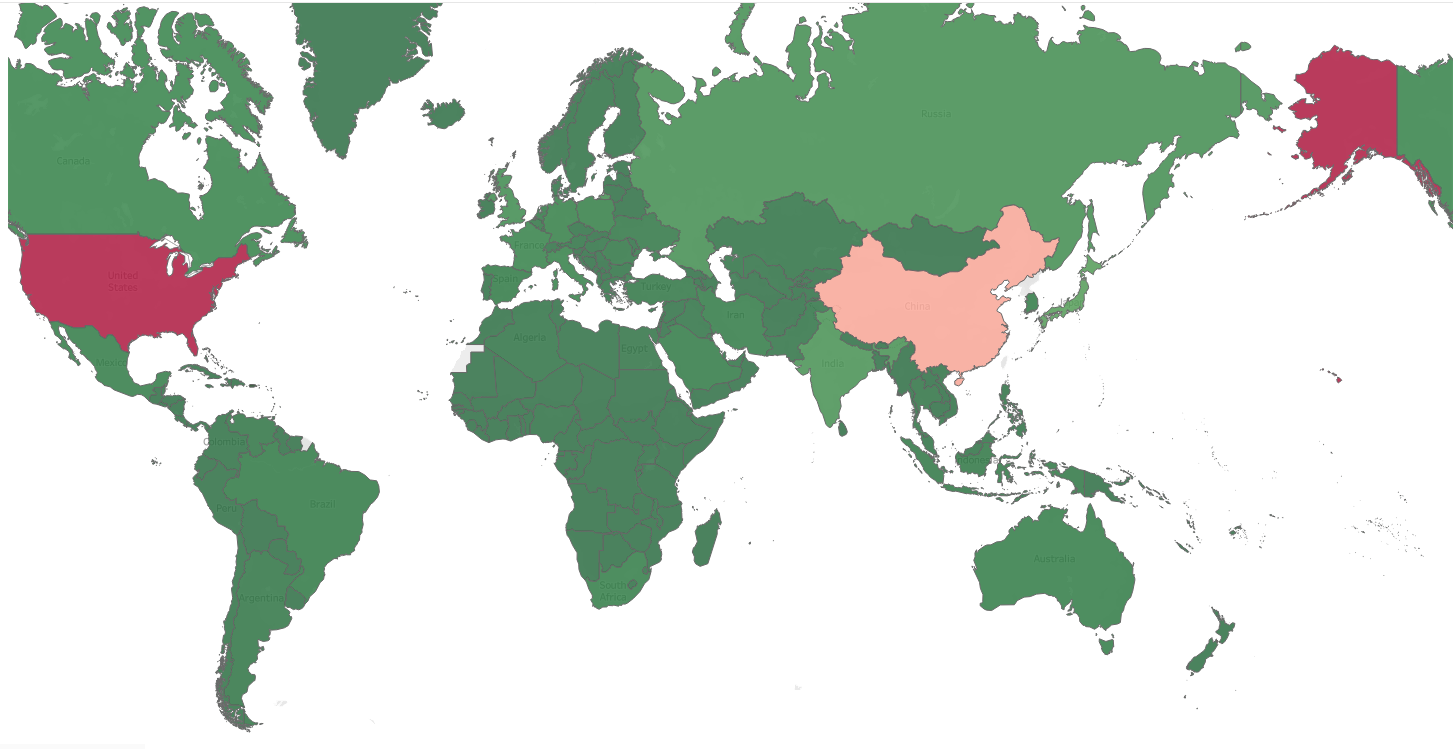 Russia
Canada
France
United
States
Spain
Turkey
China
Iran
Algeria
Egypt
Mexico
India
Colombia
Indonesia
Brazil
Peru
Australia
South
Africa
Argentina